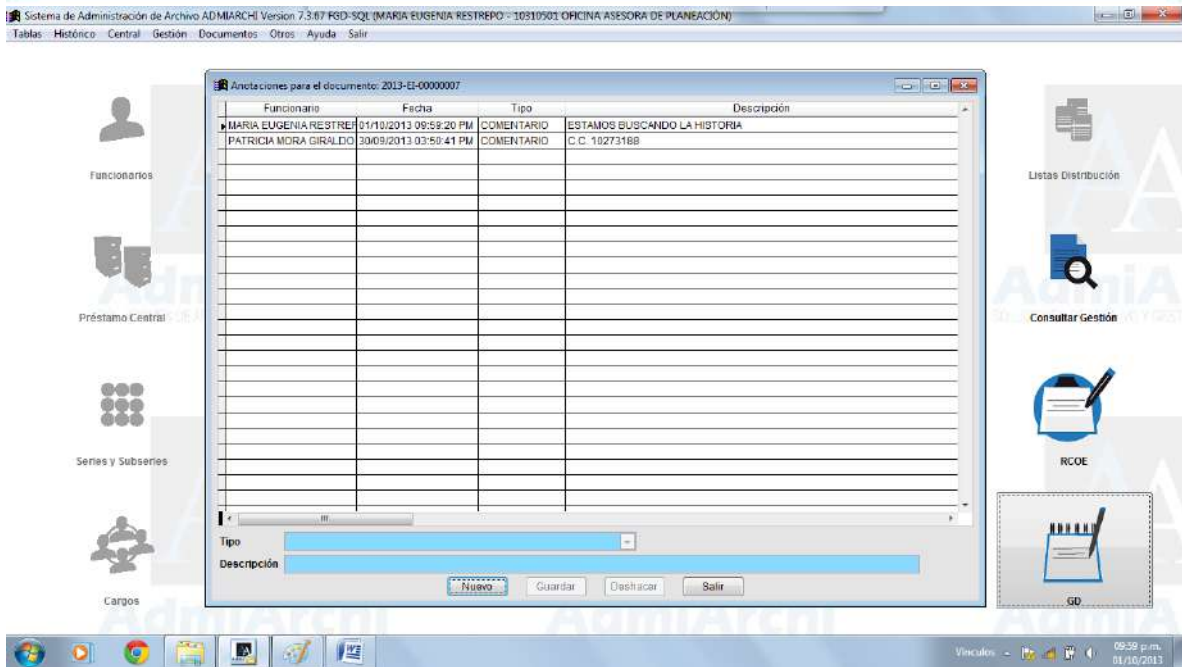 Sistema de Administración de Archivo ADMIARCHI Version 7.3.67 FGD-SQL (MARIA EUGENIA RESTREPO - 10310501 OFICINA ASESORA DE PLANEACIÓN)
Tablas Histórico Central Gestión Documentos Otros Ayuda Salir
Anotaciones para el documento: 2013-EI-00000007
Funcionario Fecha Tipo Descripción
MARIA EUGENIA RESTREP 01/10/2013 09:59:20 PM COMENTARIO ESTAMOS BUSCANDO LA HISTORIA
PATRICIA MORA GIRALDO 30/09/2013 03:50:41 PM COMENTARIO C.C. 10273188
Funcionarios
Préstamo Central
Series y Subseries
Cargos
Listas Distribución
Consultar Gestión
RCOE
GD
Tipo
Descripción
Nuevo Guardar Deshacer Salir
AdmiArchi AdmiArchi
Vínculos 09:59 p.m.
01/10/2013